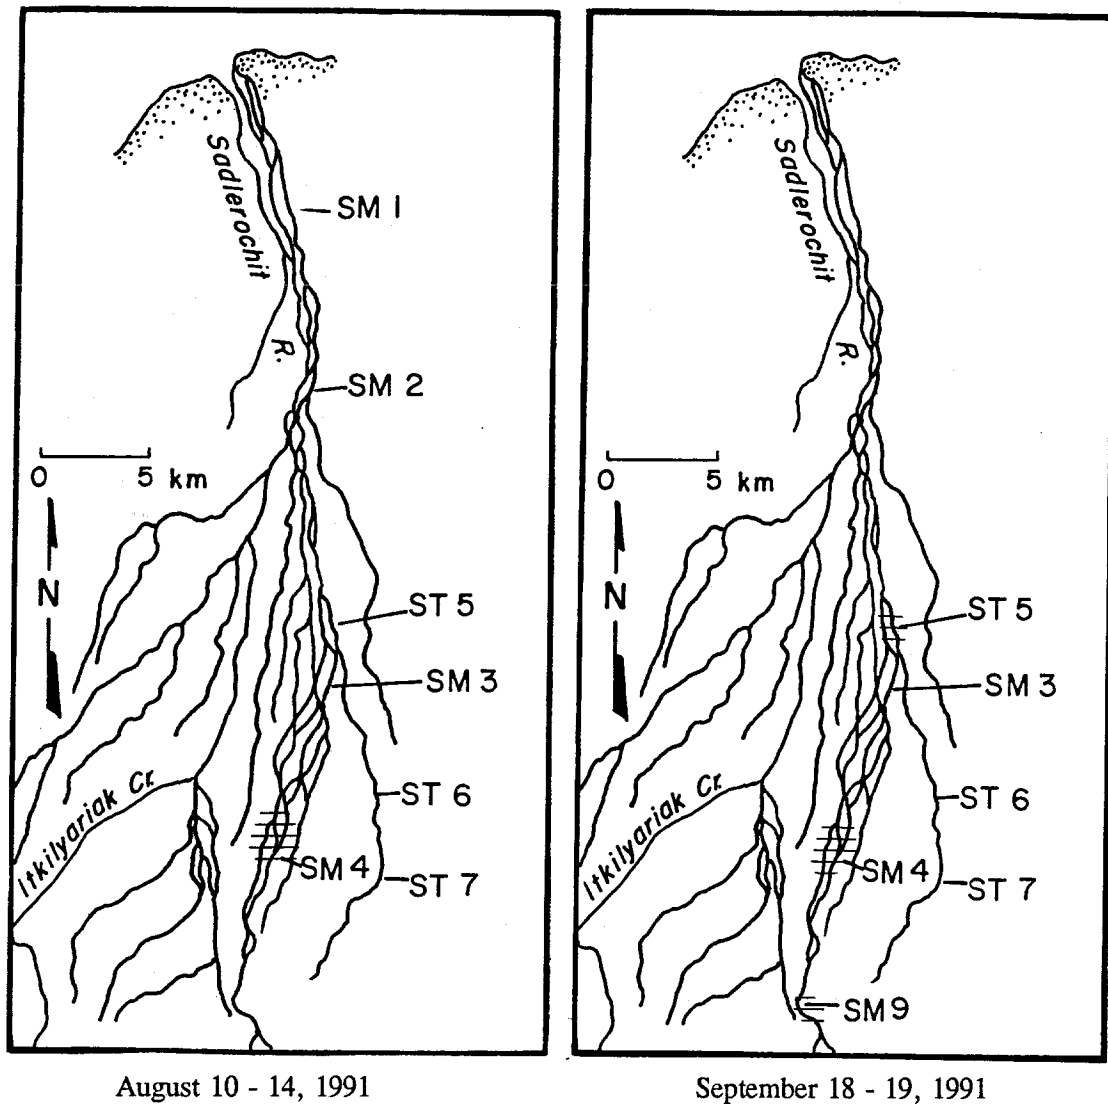 Sadlerochit
SM 1
R.
SM 2
0 5 km
N
ST 5
SM 3
ST 6
Itkilyariak Cr.
SM 4
ST 7
August 10 - 14, 1991
Sadlerochit
R.
0 5 km
N
ST 5
SM 3
ST 6
Itkilyariak Cr.
SM 4
ST 7
SM 9
September 18 - 19, 1991